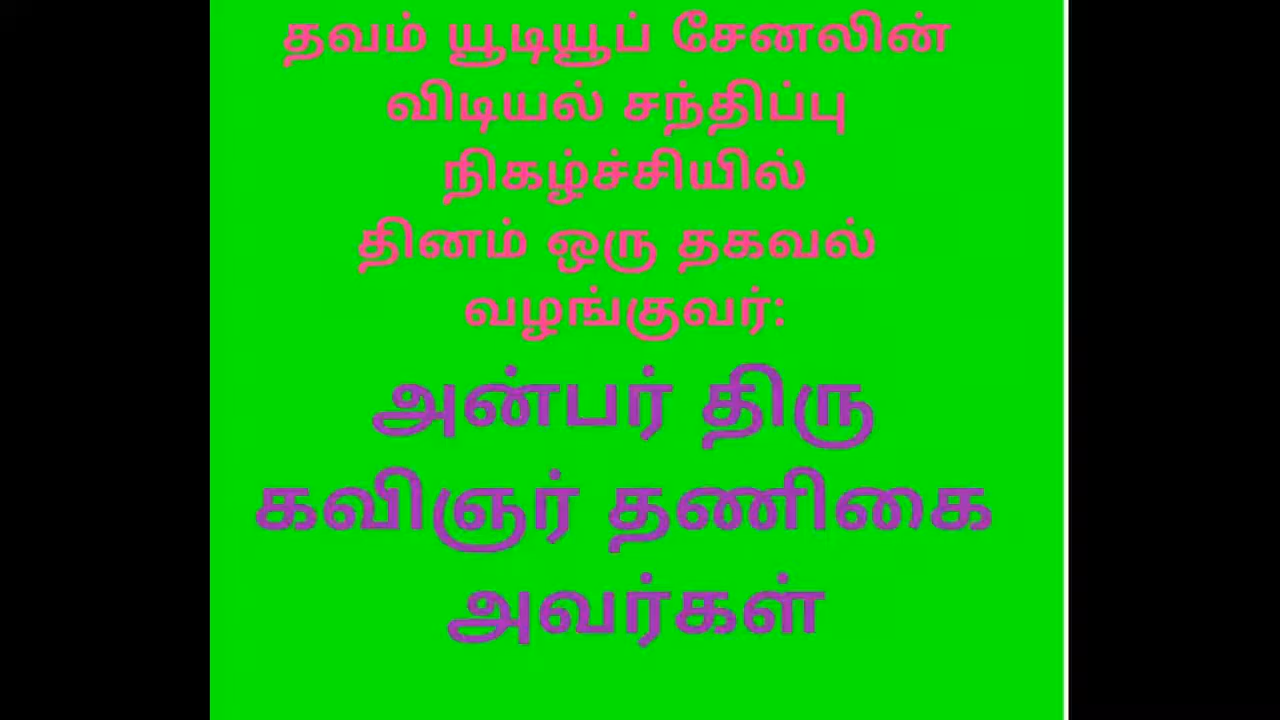 தவம் யூடியூப் சேனலின்
விடியல் சந்திப்பு
நிகழ்ச்சியில்
தினம் ஒரு தகவல்
வழங்குவர்:
அன்பர் திரு
கவிஞர் தணிகை
அவர்கள்